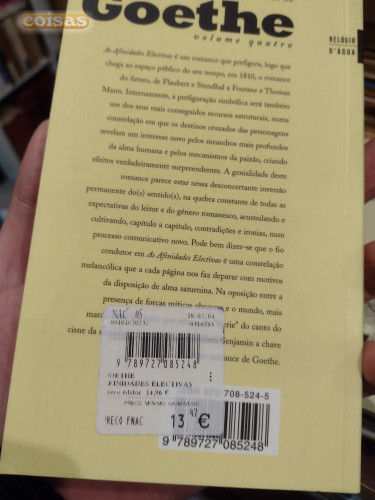 coisas
Goethe
volume quatro
RELÓGIO
D'ÁGUA
As Afinidades Electivas é um romance que prefigura, logo que
chega ao espaço público do seu tempo, em 1810, o romance
do futuro, de Flaubert e Stendhal a Fontane e Thomas
Mann. Internamente, a prefiguração simbólica será também
um dos seus mais conseguidos recursos estruturais, numa
constelação em que os destinos cruzados das personagens
revelam um interesse novo pelos meandros mais profundos
da alma humana e pelos mecanismos da paixão, criando
efeitos verdadeiramente surpreendentes. A genialidade deste
romance parece estar nessa desconcertante inversão
permanente do(s) sentido(s), na quebra constante de todas as
expectativas do leitor e do género romanesco, acumulando e
cultivando, capítulo a capítulo, contradições e ironias, num
processo comunicativo novo. Pode bem dizer-se que o fio
condutor em As Afinidades Electivas é uma constelação
melancólica que a cada página nos faz deparar com motivos
da disposição de alma saturnina. Na oposição entre a
presença de forças míticas obscuras e o mundo, mais
do canto do
cisne da
Benjamin a chave
mance de Goethe.
9 789727 085248
OETHE
FINIDADES ELECTIVAS
14,96 €
PREÇO FNAC
13,47 €
708-524-5
9 789727 085248